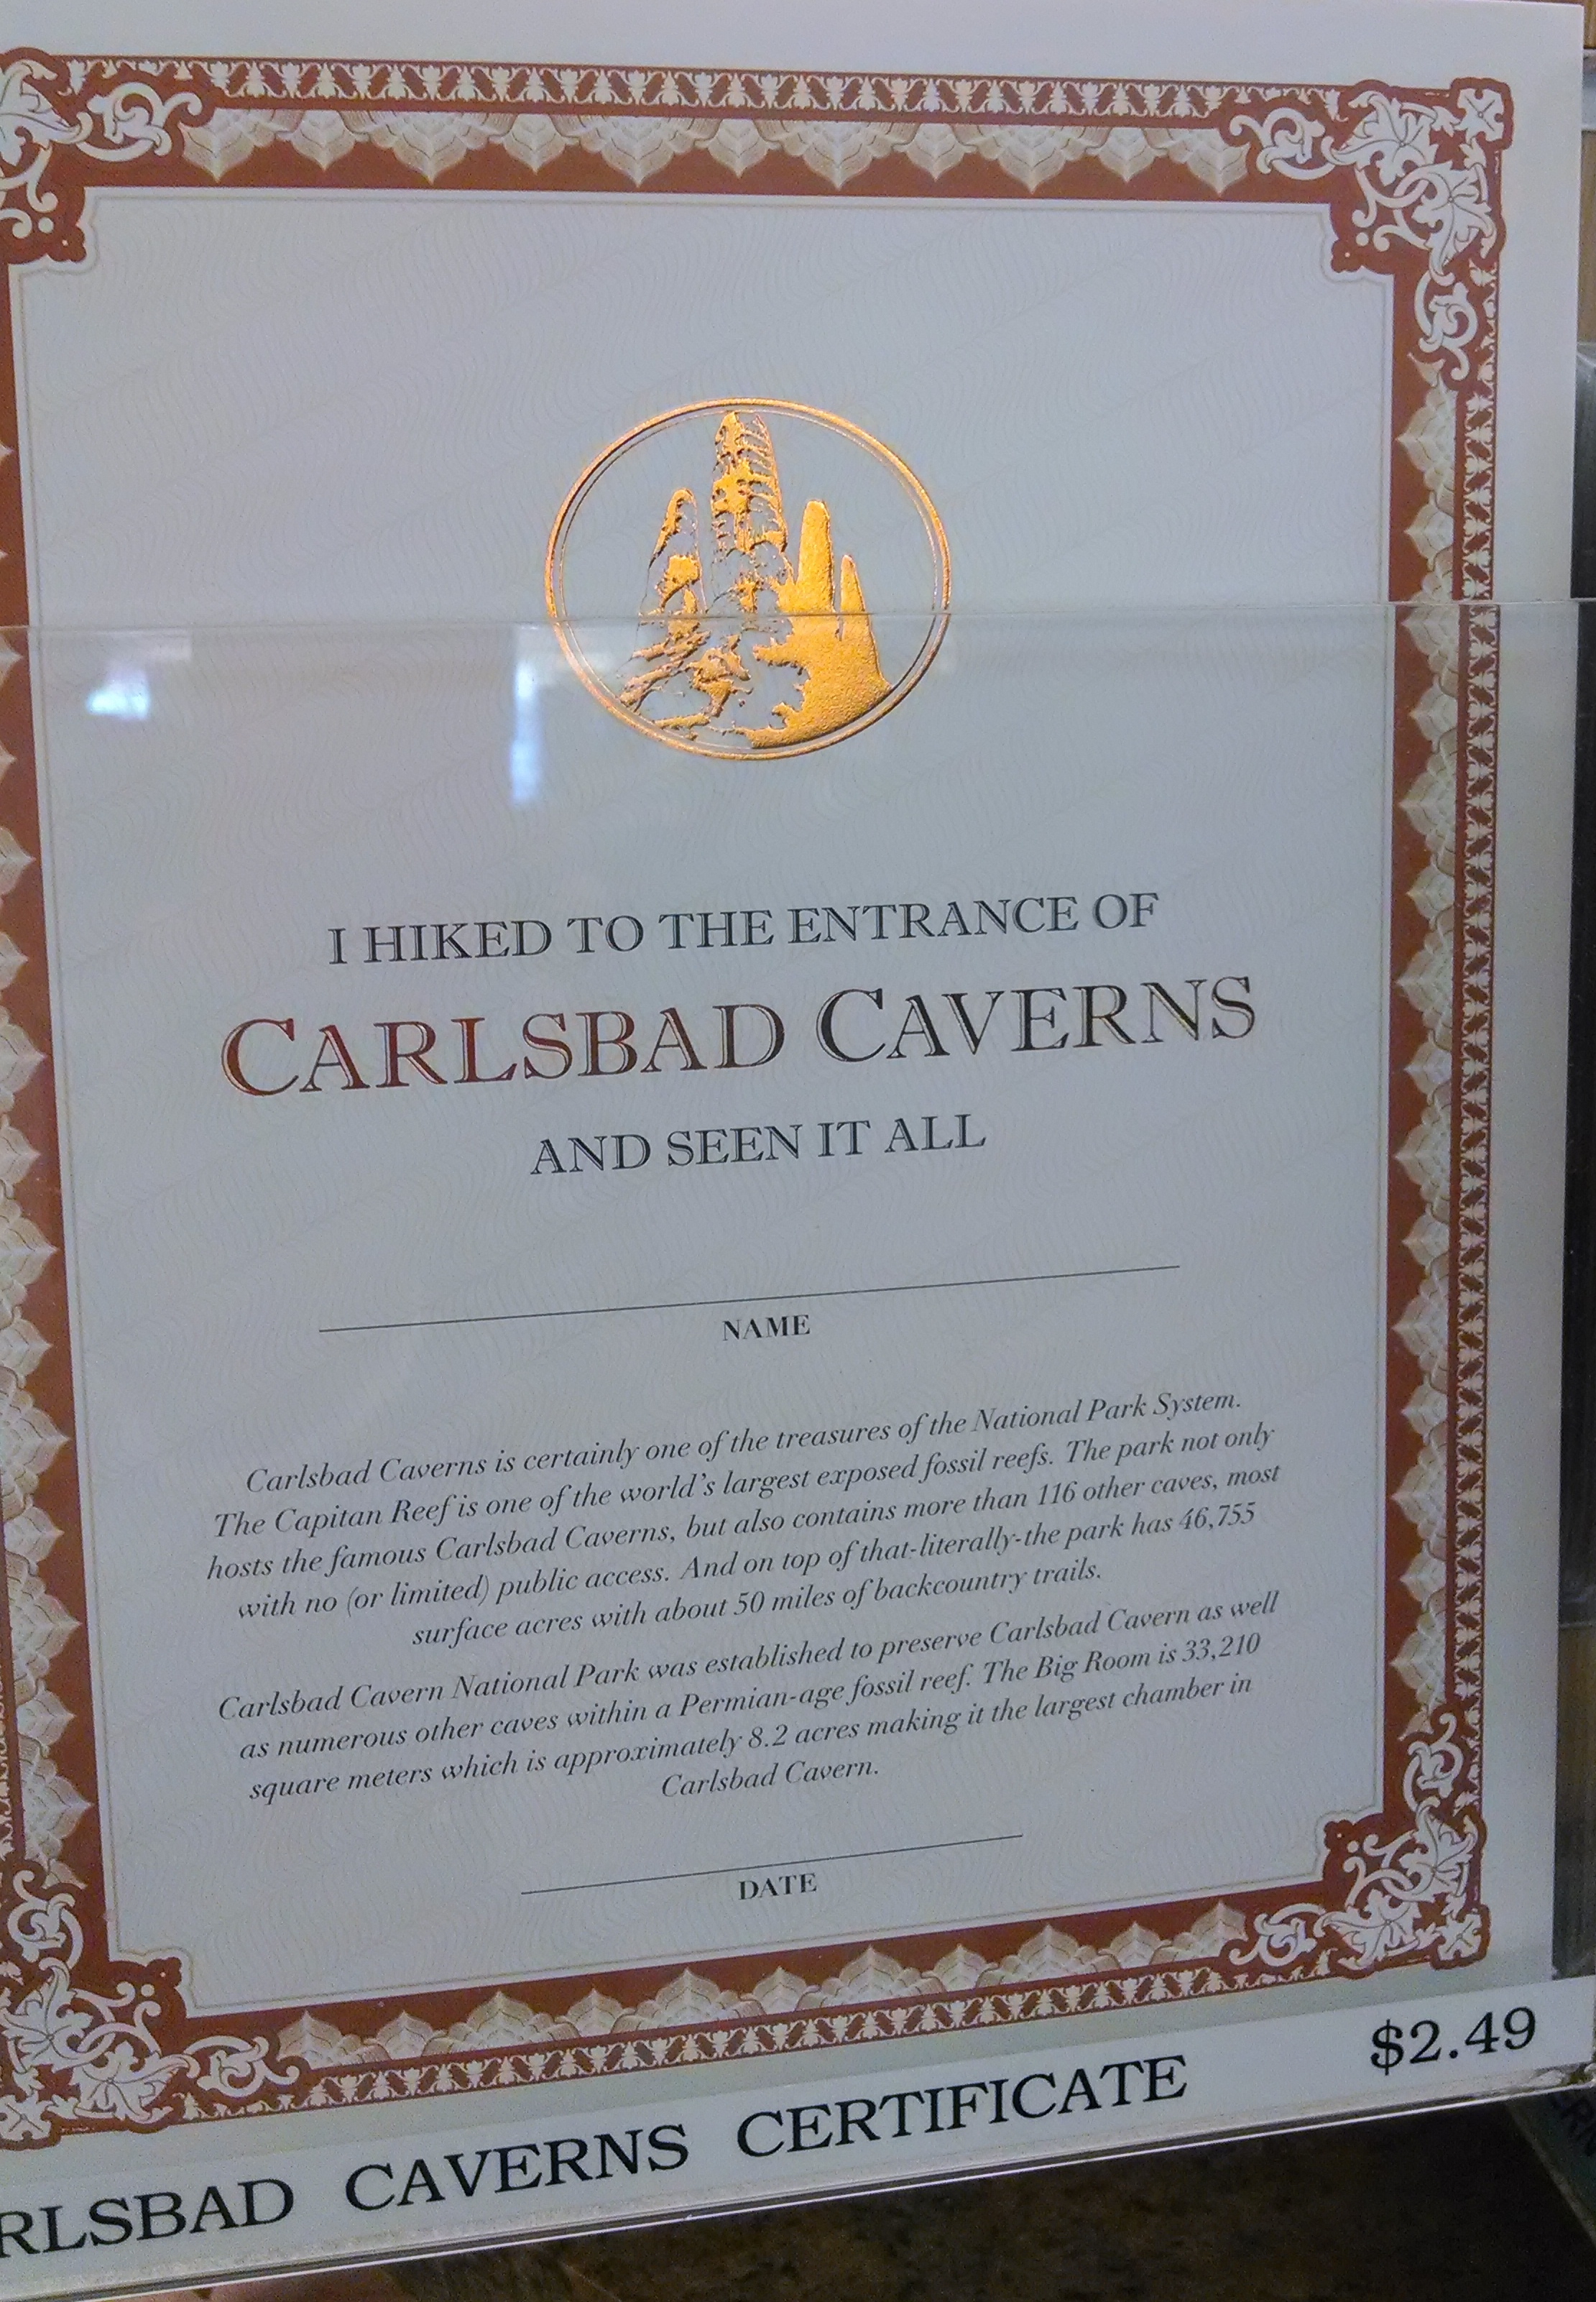 I HIKED TO THE ENTRANCE OF
CARLSBAD CAVERNS
AND SEEN IT ALL
NAME
Carlsbad Caverns is certainly one of the treasures of the National Park System.
The Capitan Reef is one of the world's largest exposed fossil reefs. The park not only
hosts the famous Carlsbad Caverns, but also contains more than 116 other caves, most
with no (or limited) public access. And on top of that-literally-the park has 46,755
surface acres with about 50 miles of backcountry trails.
Carlsbad Cavern National Park was established to preserve Carlsbad Cavern as well
as numerous other caves within a Permian-age fossil reef. The Big Room is 33,210
square meters which is approximately 8.2 acres making it the largest chamber in
Carlsbad Cavern.
DATE
RLSBAD CAVERNS CERTIFICATE $2.49